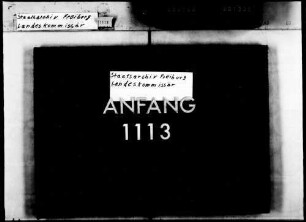 Staatsarchiv Freiburg
Landeskommissär
Staatsarchiv Freiburg
Landeskommissär
ANFANG
1113